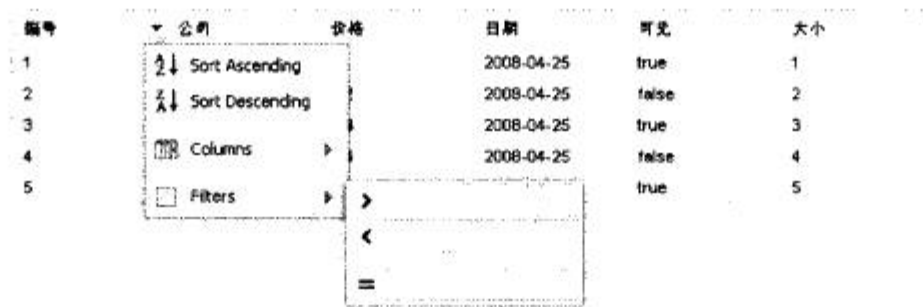 编号 公司 价格 日期 可见 大小
1 Sort Ascending 2008-04-25 true 1
2 Sort Descending 2008-04-25 false 2
3 2008-04-25 true 3
4 Columns 2008-04-25 false 4
5 Filters true 5
>
<
=